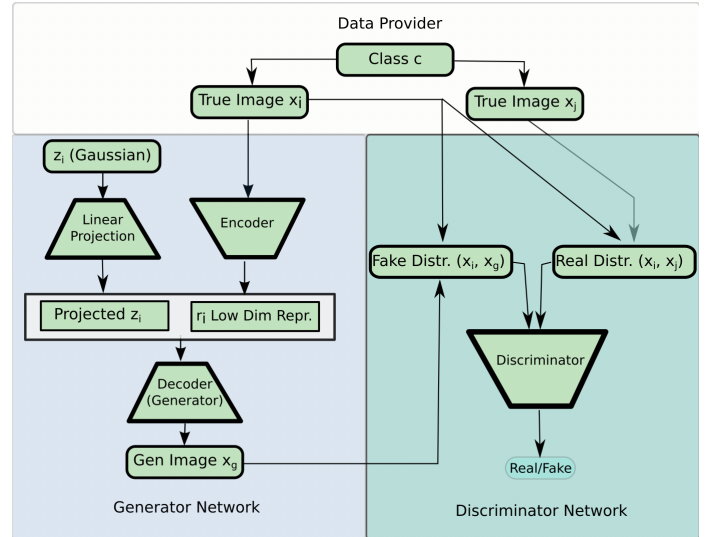 Data Provider
Class c
True Image xᵢ
True Image xⱼ
zᵢ (Gaussian)
Linear
Projection
Encoder
Fake Distr. (xᵢ, x_g)
Real Distr. (xᵢ, xⱼ)
Projected zᵢ
rᵢ Low Dim Repr.
Discriminator
Decoder
(Generator)
Gen Image x_g
Real/Fake
Generator Network
Discriminator Network